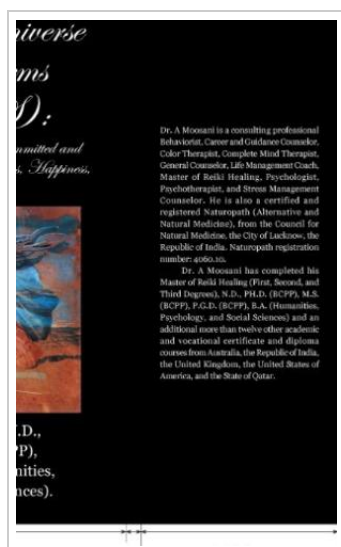 niverse
ms
):
mmitted and
s, Happiness,
Dr. A Moosani is a consulting professional
Behaviorist, Career and Guidance Counselor,
Color Therapist, Complete Mind Therapist,
General Counselor, Life Management Coach,
Master of Reiki Healing, Psychologist,
Psychotherapist, and Stress Management
Counselor. He is also a certified and
registered Naturopath (Alternative and
Natural Medicine), from the Council for
Natural Medicine, the City of Lucknow, the
Republic of India. Naturopath registration
number: 4060.10.
Dr. A Moosani has completed his
Master of Reiki Healing (First, Second, and
Third Degrees), N.D., PH.D. (BCPP), M.S.
(BCPP), P.G.D. (BCPP), B.A. (Humanities,
Psychology, and Social Sciences) and an
additional more than twelve other academic
and vocational certificate and diploma
courses from Australia, the Republic of India,
the United Kingdom, the United States of
America, and the State of Qatar.
.D.,
PP),
nities,
nces).